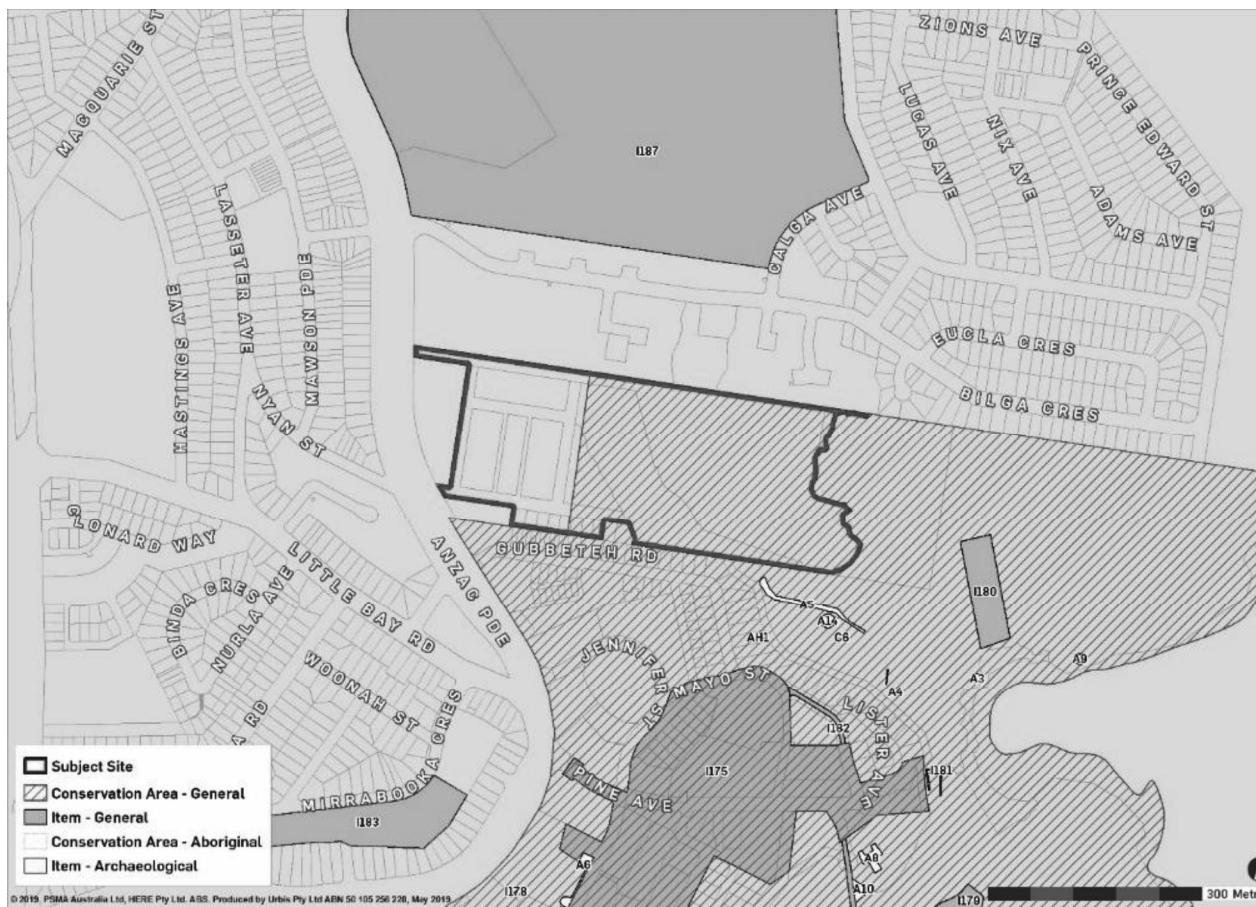 MACQUARIE ST
ZIONS AVE
PRINCE EDWARD ST
LUCAS AVE
NIX AVE
ADAMS AVE
I187
CALGA AVE
LASSETER AVE
MAWSON PDE
HASTINGS AVE
NYAN ST
EUCLA CRES
BILGA CRES
CLONARD WAY
LITTLE BAY RD
ANZAC PDE
GUBBETEH RD
BINDA CRES
NURLA AVE
WOONAH ST
I180
A5
A14
C6
AH1
A9
A3
A4
JENNIFER ST
MAYO ST
LISTER AVE
I182
I175
I181
PINE AVE
A RD
MIRRABOOKA CRES
I183
A6
A8
A10
I178
I179
Subject Site
Conservation Area - General
Item - General
Conservation Area - Aboriginal
Item - Archaeological
© 2019. PSMA Australia Ltd, HERE Pty Ltd. ABS. Produced by Urbis Pty Ltd ABN 50 105 256 228, May 2019
300 Metr